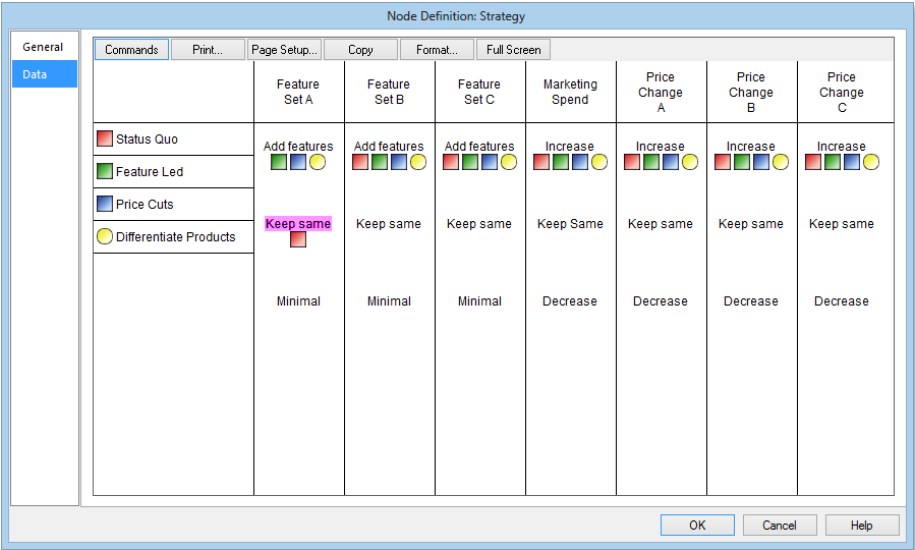 Node Definition: Strategy
General
Data
Commands Print... Page Setup... Copy Format... Full Screen
Feature Set A
Feature Set B
Feature Set C
Marketing Spend
Price Change A
Price Change B
Price Change C
Status Quo
Feature Led
Price Cuts
Differentiate Products
Add features Add features Add features Increase Increase Increase Increase
Keep same Keep same Keep same Keep Same Keep same Keep same Keep same
Minimal Minimal Minimal Decrease Decrease Decrease Decrease
OK Cancel Help